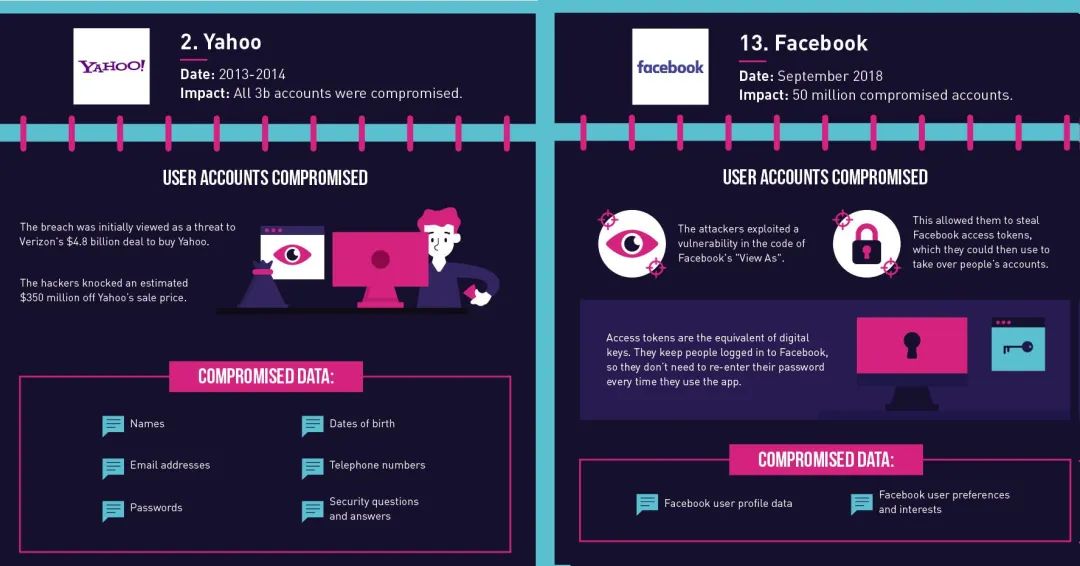 YAHOO!
2. Yahoo
Date: 2013-2014
Impact: All 3b accounts were compromised.
USER ACCOUNTS COMPROMISED
The breach was initially viewed as a threat to
Verizon's $4.8 billion deal to buy Yahoo.
The hackers knocked an estimated
$350 million off Yahoo's sale price.
COMPROMISED DATA:
Names
Dates of birth
Email addresses
Telephone numbers
Passwords
Security questions
and answers
facebook
13. Facebook
Date: September 2018
Impact: 50 million compromised accounts.
USER ACCOUNTS COMPROMISED
The attackers exploited a
vulnerability in the code of
Facebook's "View As".
This allowed them to steal
Facebook access tokens,
which they could then use to
take over people's accounts.
Access tokens are the equivalent of digital
keys. They keep people logged in to Facebook,
so they don't need to re-enter their password
every time they use the app.
COMPROMISED DATA:
Facebook user profile data
Facebook user preferences
and interests